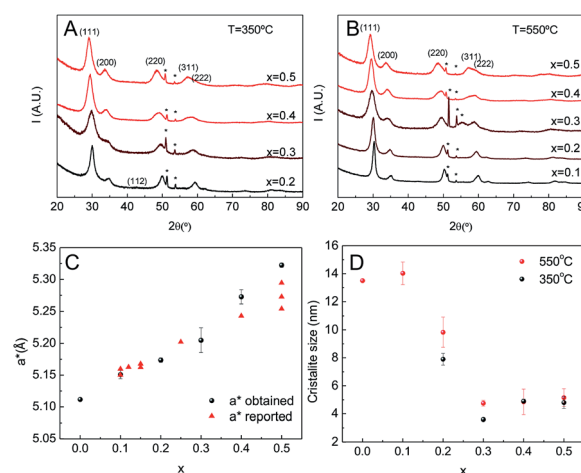 A
T=350ºC
(111)
(200)
(220)
*
*
(311)
(222)
x=0.5
*
*
x=0.4
*
*
x=0.3
(112)
*
*
x=0.2
I (A.U.)
20 30 40 50 60 70 80 90
2θ(º)
B
T=550ºC
(111)
(200)
(220)
*
*
(311)
(222)
x=0.5
*
*
x=0.4
*
*
x=0.3
*
*
x=0.2
*
*
x=0.1
I (A.U.)
20 30 40 50 60 70 80 90
2θ(º)
C
5.35
5.30
5.25
5.20
5.15
5.10
5.05
a*(Å)
a* obtained
a* reported
0.0 0.1 0.2 0.3 0.4 0.5
x
D
550°C
350°C
16
14
12
10
8
6
4
2
Cristalite size (nm)
0.0 0.1 0.2 0.3 0.4 0.5
x